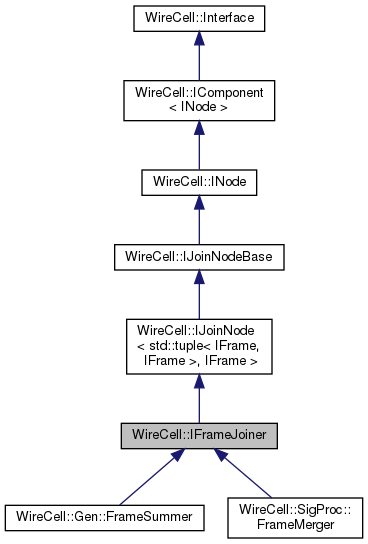 WireCell::Interface
WireCell::IComponent
< INode >
WireCell::INode
WireCell::IJoinNodeBase
WireCell::IJoinNode
< std::tuple< IFrame,
IFrame >, IFrame >
WireCell::IFrameJoiner
WireCell::Gen::FrameSummer
WireCell::SigProc::
FrameMerger